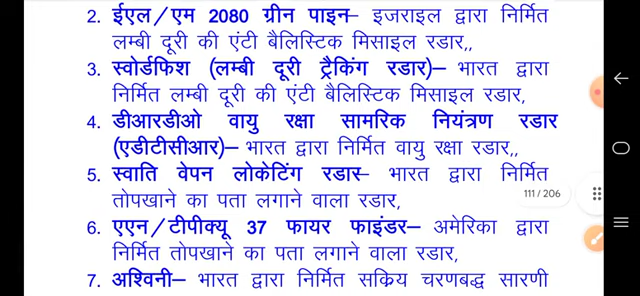 2. ईएल/एम 2080 ग्रीन पाइन– इजराइल द्वारा निर्मित
लम्बी दूरी की एंटी बैलिस्टिक मिसाइल रडार,,
3. स्वोर्डफिश (लम्बी दूरी ट्रैकिंग रडार)– भारत द्वारा
निर्मित लम्बी दूरी की एंटी बैलिस्टिक मिसाइल रडार,
4. डीआरडीओ वायु रक्षा सामरिक नियंत्रण रडार
(एडीटीसीआर)– भारत द्वारा निर्मित वायु रक्षा रडार,,
5. स्वाति वेपन लोकेटिंग रडार– भारत द्वारा निर्मित
तोपखाने का पता लगाने वाला रडार,
111 / 206
6. एएन/टीपीक्यू 37 फायर फाइंडर– अमेरिका द्वारा
निर्मित तोपखाने का पता लगाने वाला रडार,
7. अश्विनी– भारत द्वारा निर्मित सक्रिय चरणबद्ध सारणी